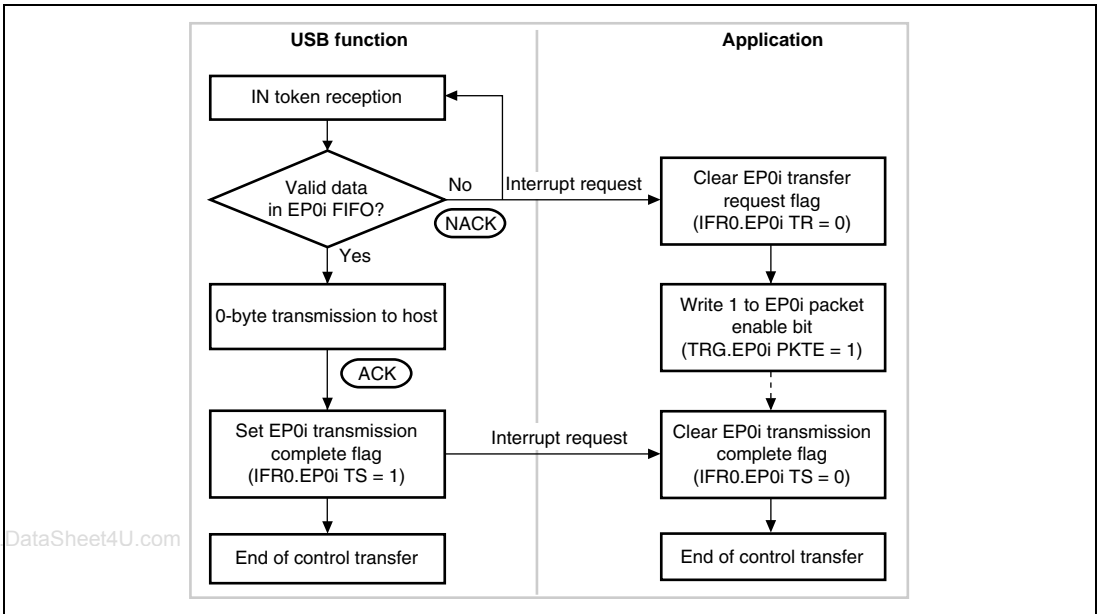 USB function
Application
IN token reception
Valid data
in EP0i FIFO?
No
NACK
Interrupt request
Clear EP0i transfer
request flag
(IFR0.EP0i TR = 0)
Yes
0-byte transmission to host
Write 1 to EP0i packet
enable bit
(TRG.EP0i PKTE = 1)
ACK
Set EP0i transmission
complete flag
(IFR0.EP0i TS = 1)
Interrupt request
Clear EP0i transmission
complete flag
(IFR0.EP0i TS = 0)
End of control transfer
End of control transfer
DataSheet4U.com